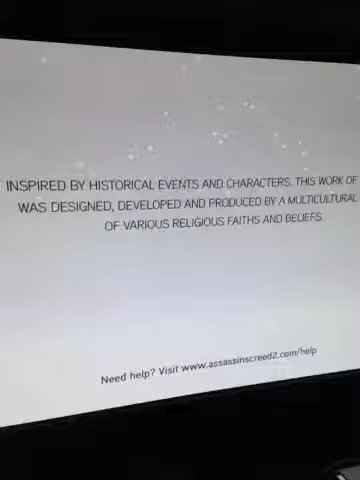 INSPIRED BY HISTORICAL EVENTS AND CHARACTERS. THIS WORK OF
WAS DESIGNED, DEVELOPED AND PRODUCED BY A MULTICULTURAL
OF VARIOUS RELIGIOUS FAITHS AND BELIEFS.
Need help? Visit www.assassinscreed2.com/help